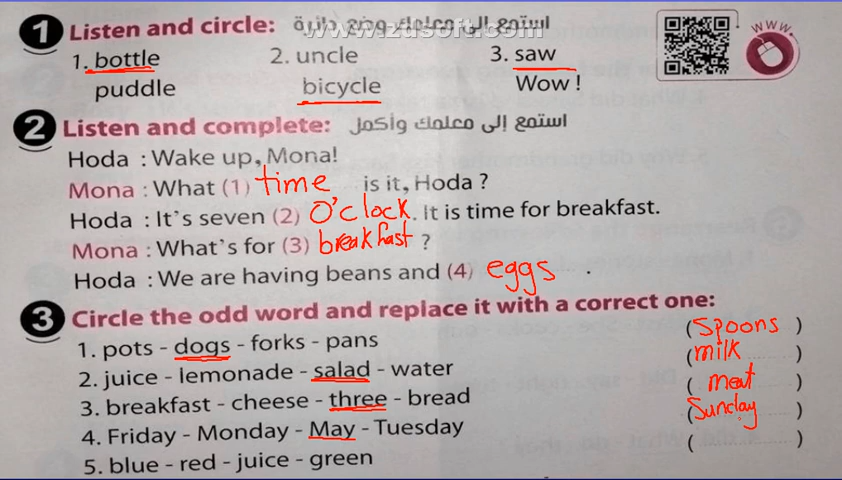 1 Listen and circle: استمع إلى معلمك وضع دائرة WWW.
www.zdsoft.com
1. bottle 2. uncle 3. saw
puddle bicycle Wow !
2 Listen and complete: استمع إلى معلمك وأكمل
Hoda : Wake up, Mona!
Mona : What (1) time is it, Hoda ?
Hoda : It's seven (2) O'clock. It is time for breakfast.
Mona : What's for (3) breakfast ?
Hoda : We are having beans and (4) eggs .
3 Circle the odd word and replace it with a correct one:
1. pots - dogs - forks - pans (Spoons )
2. juice - lemonade - salad - water (milk )
3. breakfast - cheese - three - bread ( meat )
4. Friday - Monday - May - Tuesday (Sunday )
5. blue - red - juice - green ( )